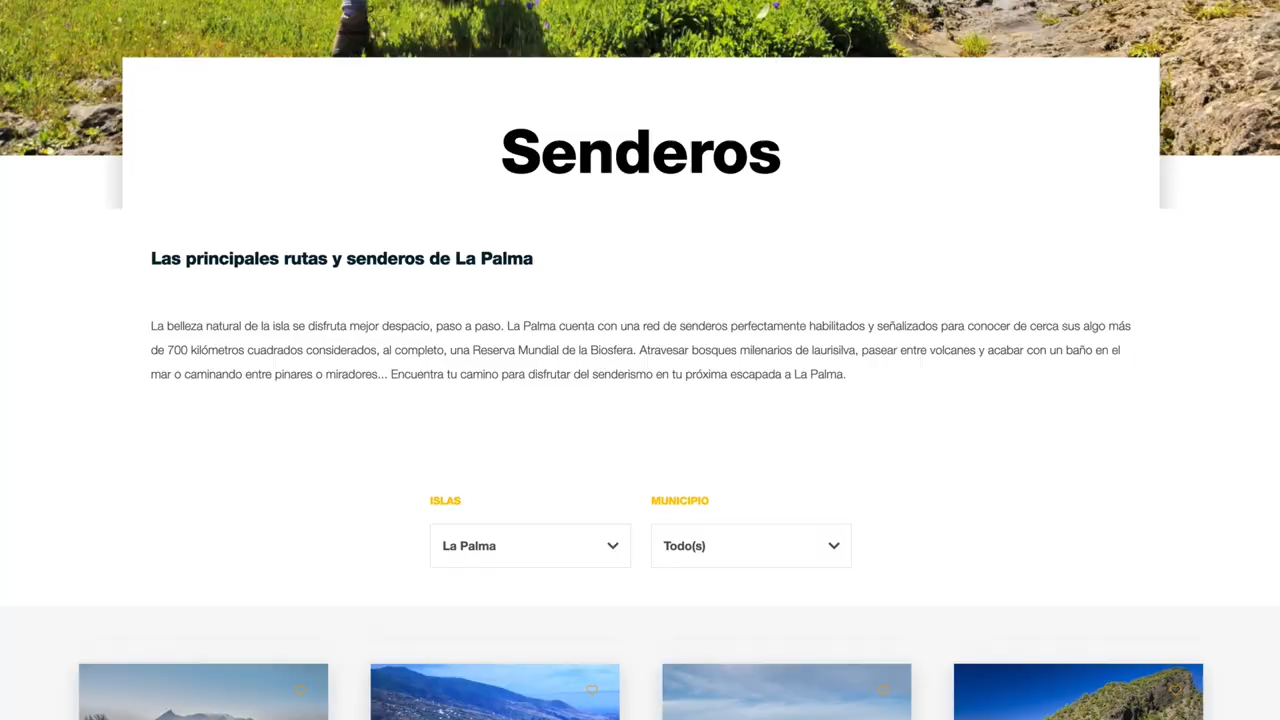 Senderos
Las principales rutas y senderos de La Palma
La belleza natural de la isla se disfruta mejor despacio, paso a paso. La Palma cuenta con una red de senderos perfectamente habilitados y señalizados para conocer de cerca sus algo más
de 700 kilómetros cuadrados considerados, al completo, una Reserva Mundial de la Biosfera. Atravesar bosques milenarios de laurisilva, pasear entre volcanes y acabar con un baño en el
mar o caminando entre pinares o miradores... Encuentra tu camino para disfrutar del senderismo en tu próxima escapada a La Palma.
ISLAS MUNICIPIO
La Palma Todo(s)